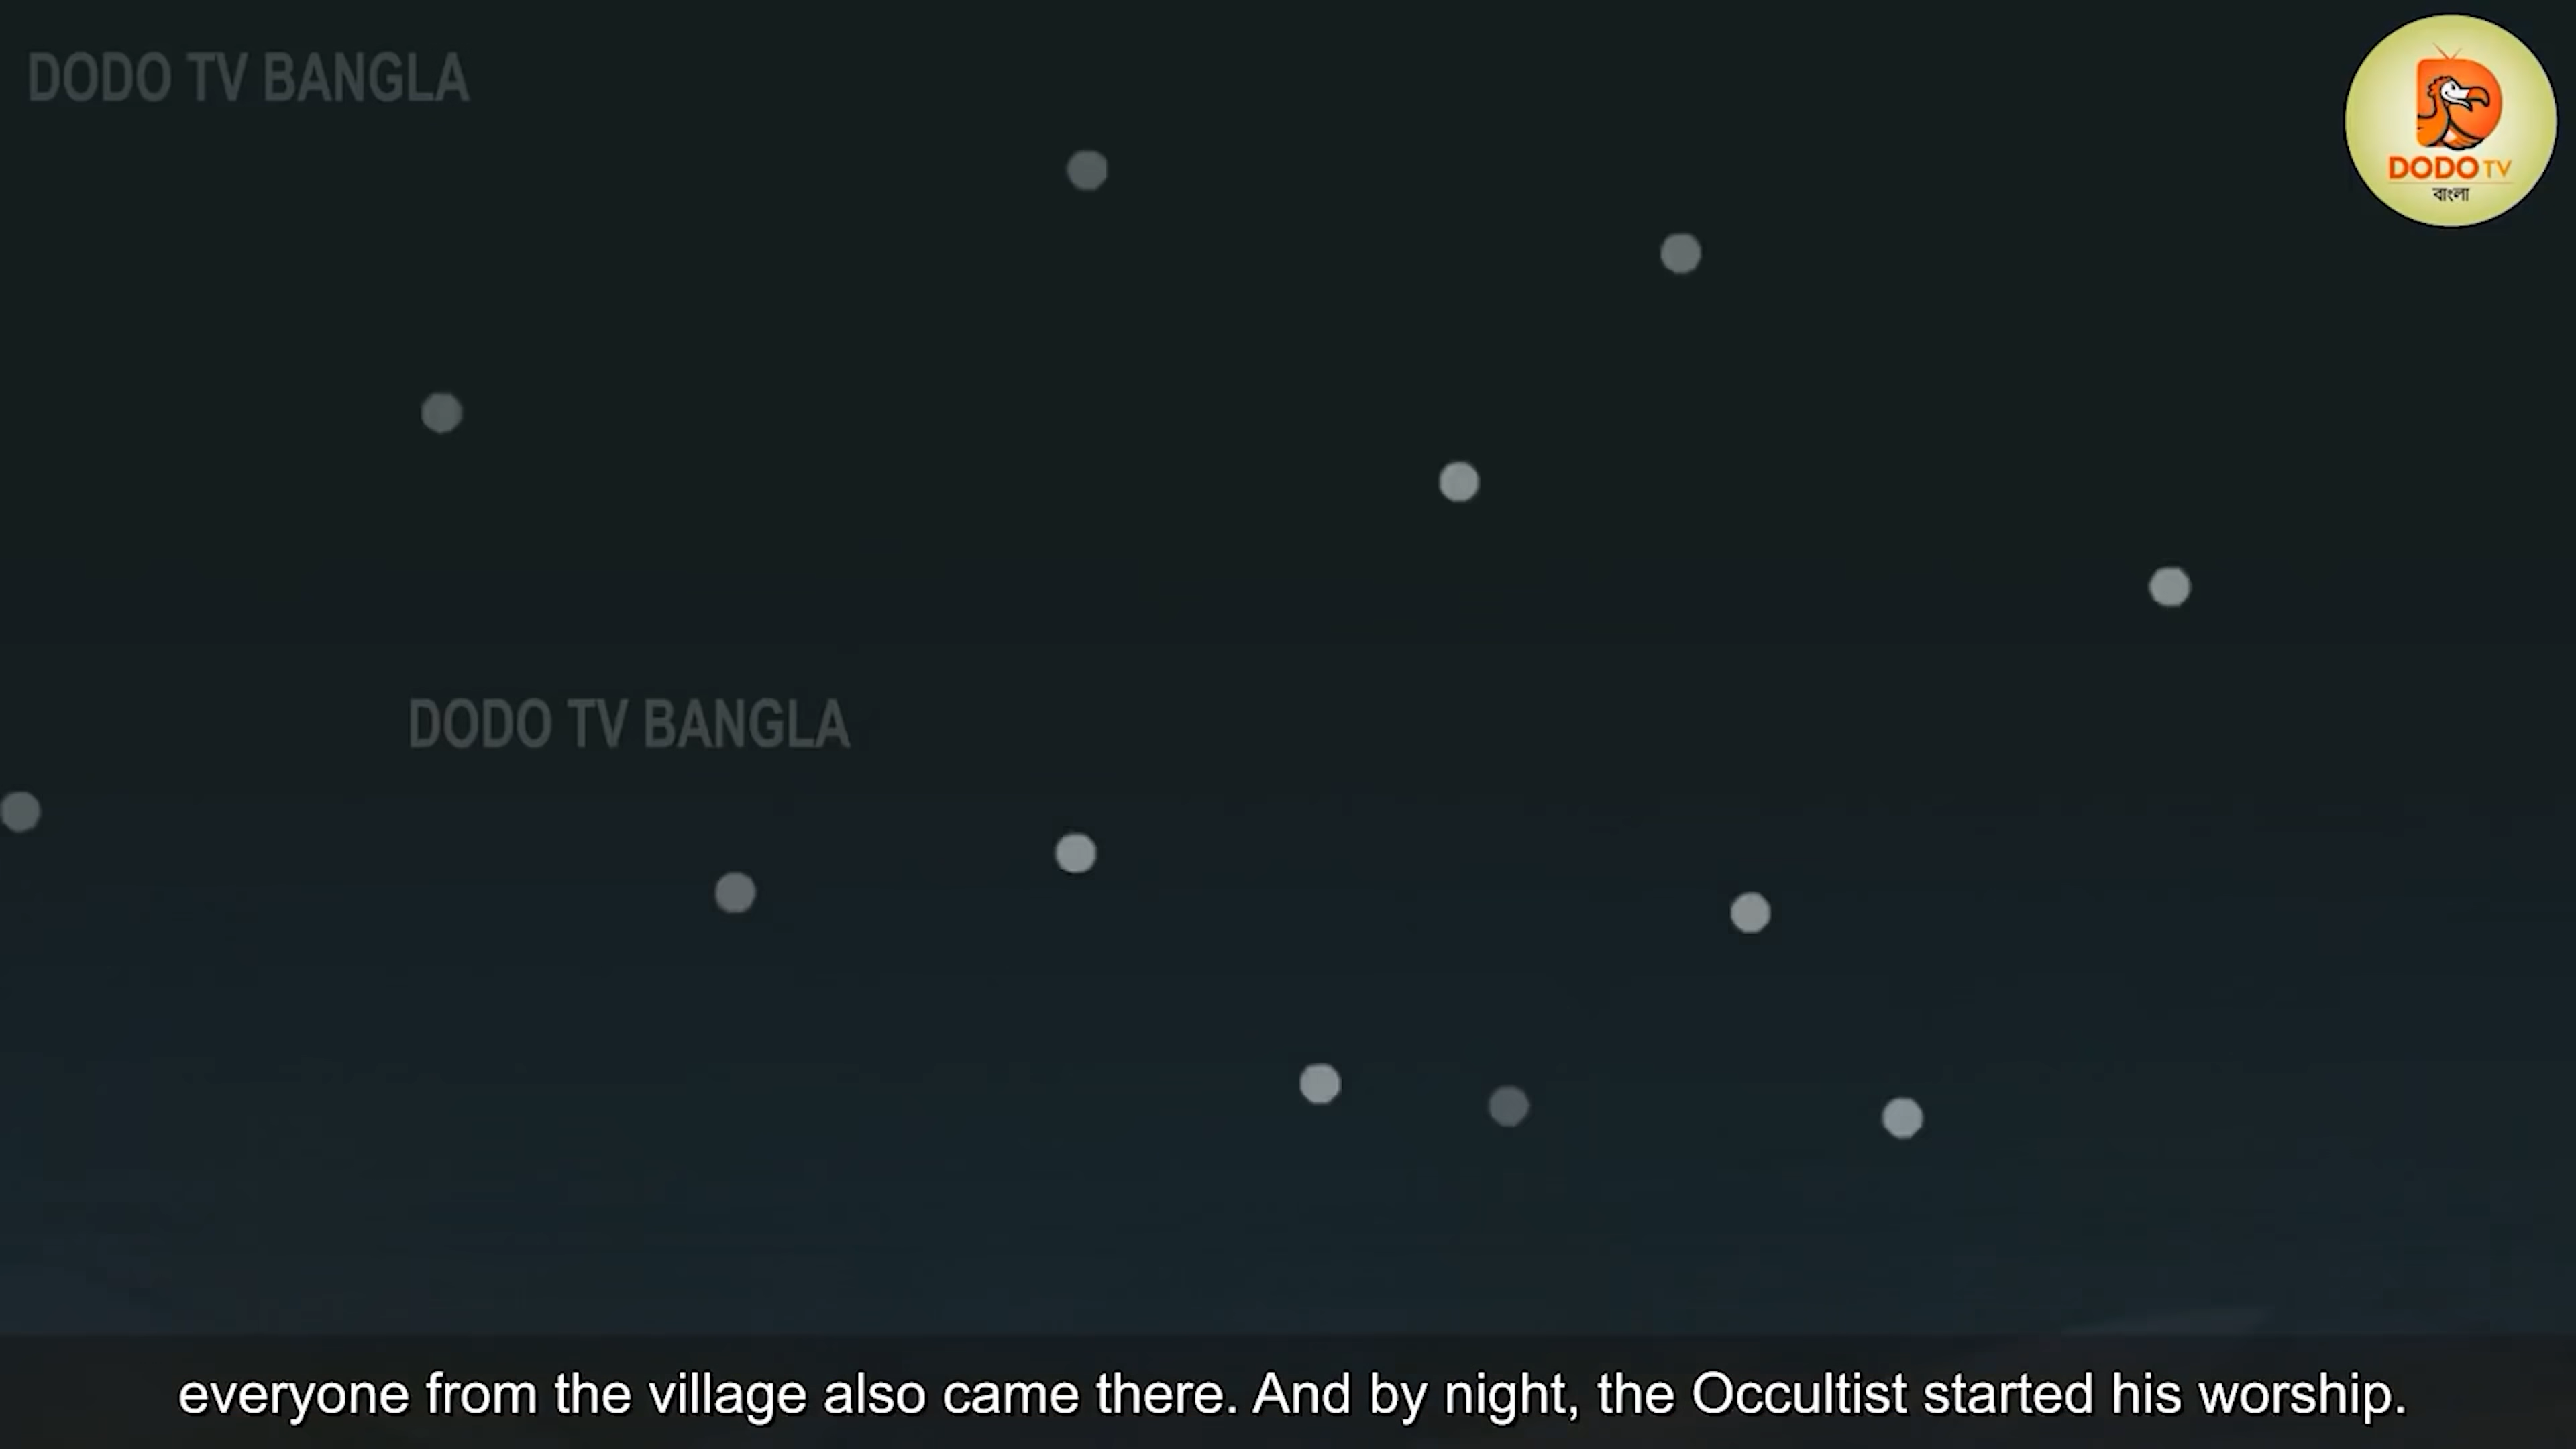 DODO TV BANGLA
DODO TV
বাংলা
DODO TV BANGLA
everyone from the village also came there. And by night, the Occultist started his worship.